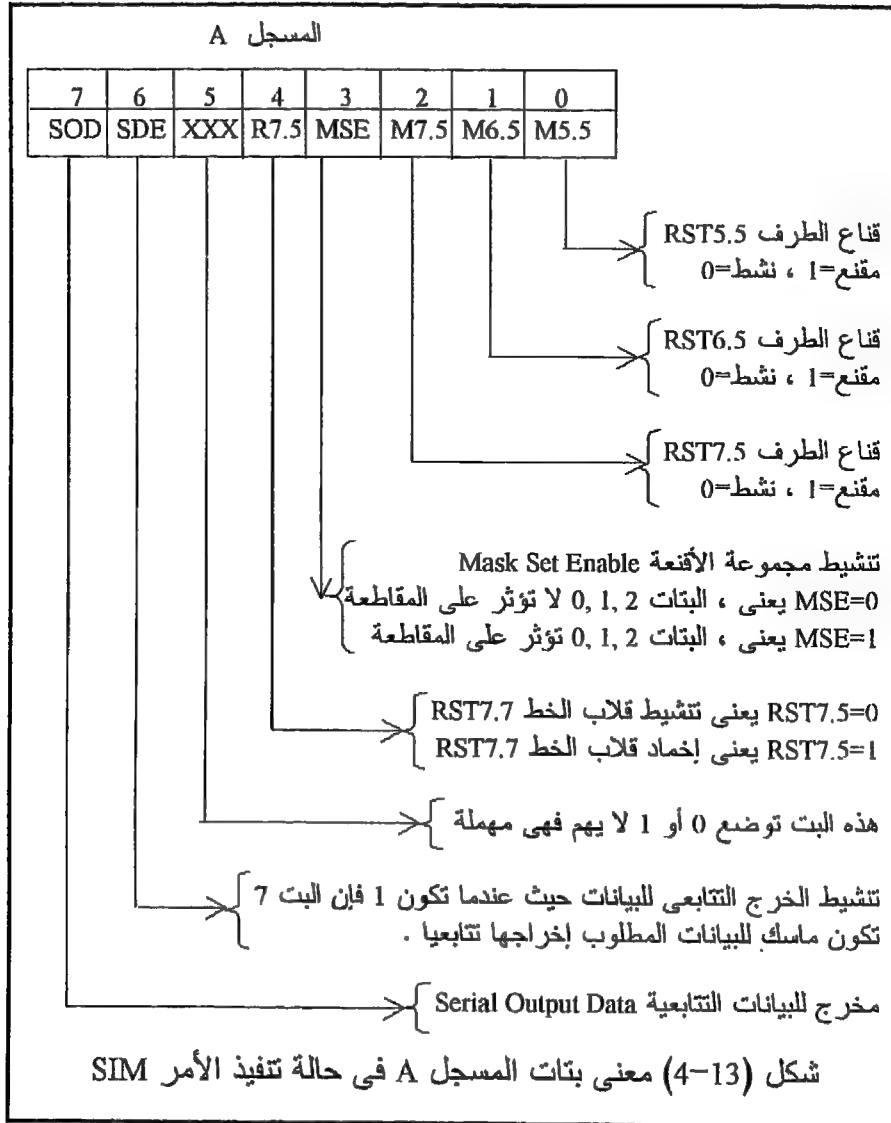 المسجل A
7 6 5 4 3 2 1 0
SOD SDE XXX R7.5 MSE M7.5 M6.5 M5.5
قناع الطرف RST5.5
مقنع=1 ، نشط=0
قناع الطرف RST6.5
مقنع=1 ، نشط=0
قناع الطرف RST7.5
مقنع=1 ، نشط=0
تنشيط مجموعة الأقنعة Mask Set Enable
MSE=0 يعنى ، البتات 0, 1, 2 لا تؤثر على المقاطعة
MSE=1 يعنى ، البتات 0, 1, 2 تؤثر على المقاطعة
RST7.5=0 يعنى تنشيط قلاب الخط RST7.7
RST7.5=1 يعنى إخماد قلاب الخط RST7.7
هذه البت توضع 0 أو 1 لا يهم فهى مهملة
تنشيط الخرج التتابعى للبيانات حيث عندما تكون 1 فإن البت 7
تكون ماسك للبيانات المطلوب إخراجها تتابعيا .
مخرج للبيانات التتابعية Serial Output Data
شكل (13-4) معنى بتات المسجل A فى حالة تنفيذ الأمر SIM